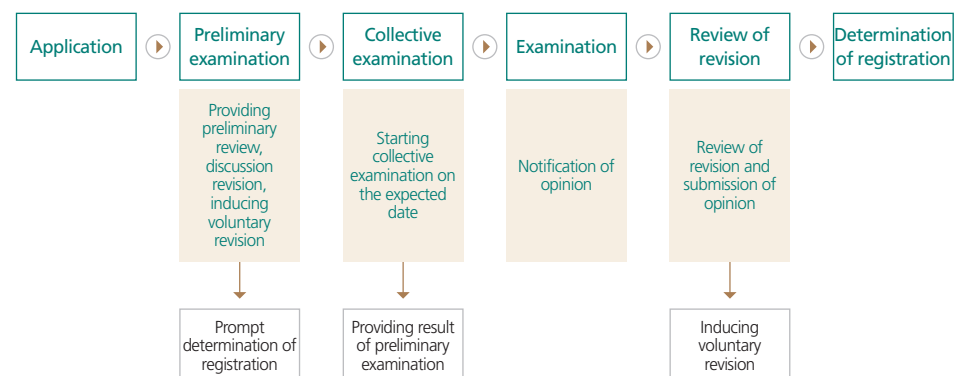 Application
Preliminary
examination
Collective
examination
Examination
Review of
revision
Determination
of registration
Providing
preliminary
review,
discussion
revision,
inducing
voluntary
revision
Starting
collective
examination on
the expected
date
Notification of
opinion
Review of
revision and
submission of
opinion
Prompt
determination of
registration
Providing result
of preliminary
examination
Inducing
voluntary
revision